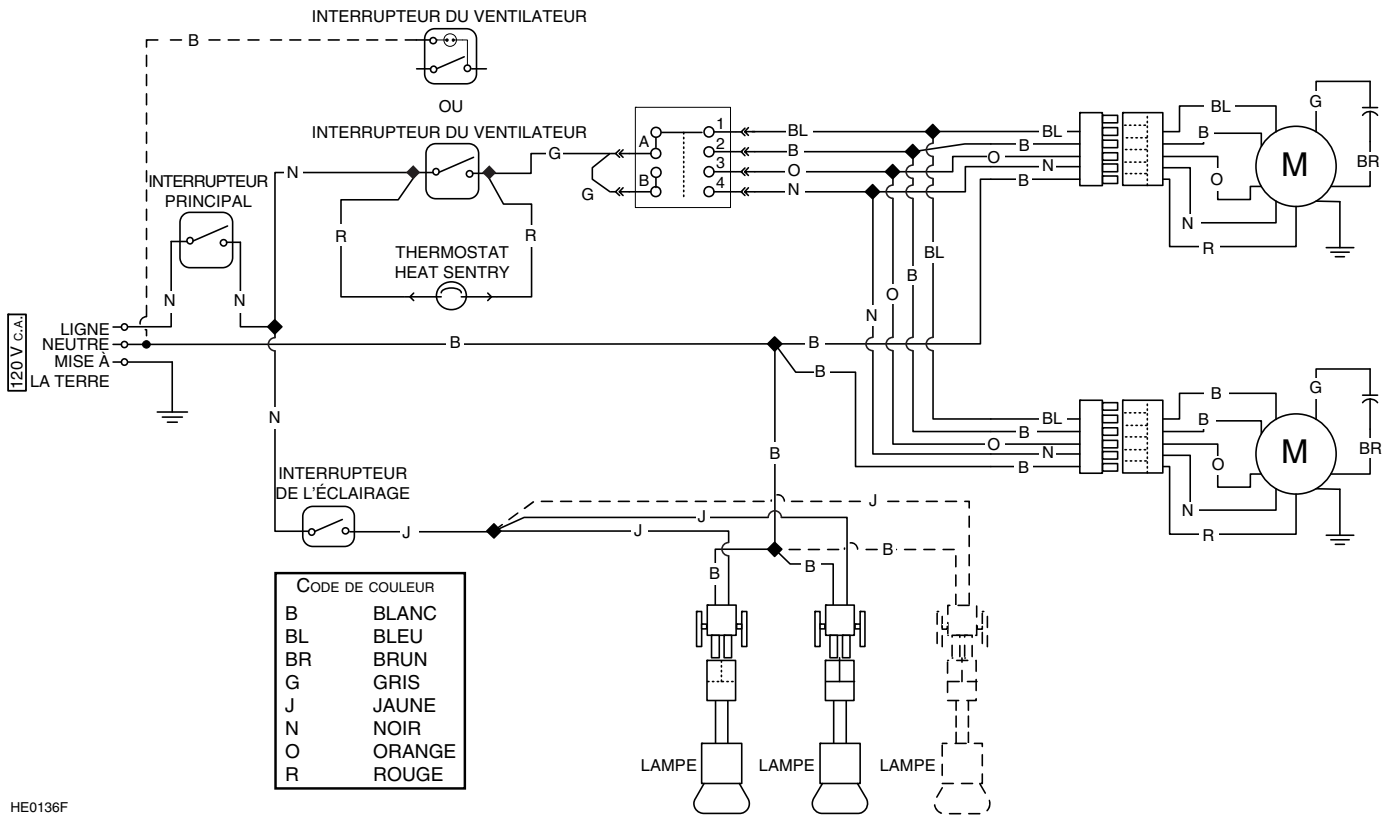 INTERRUPTEUR DU VENTILATEUR
B
OU
INTERRUPTEUR DU VENTILATEUR
N
G
G
A
B
1
2
3
4
BL
B
O
N
BL
B
O
N
B
BL
B
O
N
R
M
G
BR
INTERRUPTEUR
PRINCIPAL
N
N
R
R
THERMOSTAT
HEAT SENTRY
BL
B
O
N
120 V C.A.
LIGNE
NEUTRE
MISE À
LA TERRE
B
B
B
N
B
BL
B
O
N
B
B
B
O
N
R
M
G
BR
INTERRUPTEUR
DE L'ÉCLAIRAGE
J
J
J
J
B
B
B
CODE DE COULEUR
B BLANC
BL BLEU
BR BRUN
G GRIS
J JAUNE
N NOIR
O ORANGE
R ROUGE
LAMPE
LAMPE
LAMPE
HE0136F